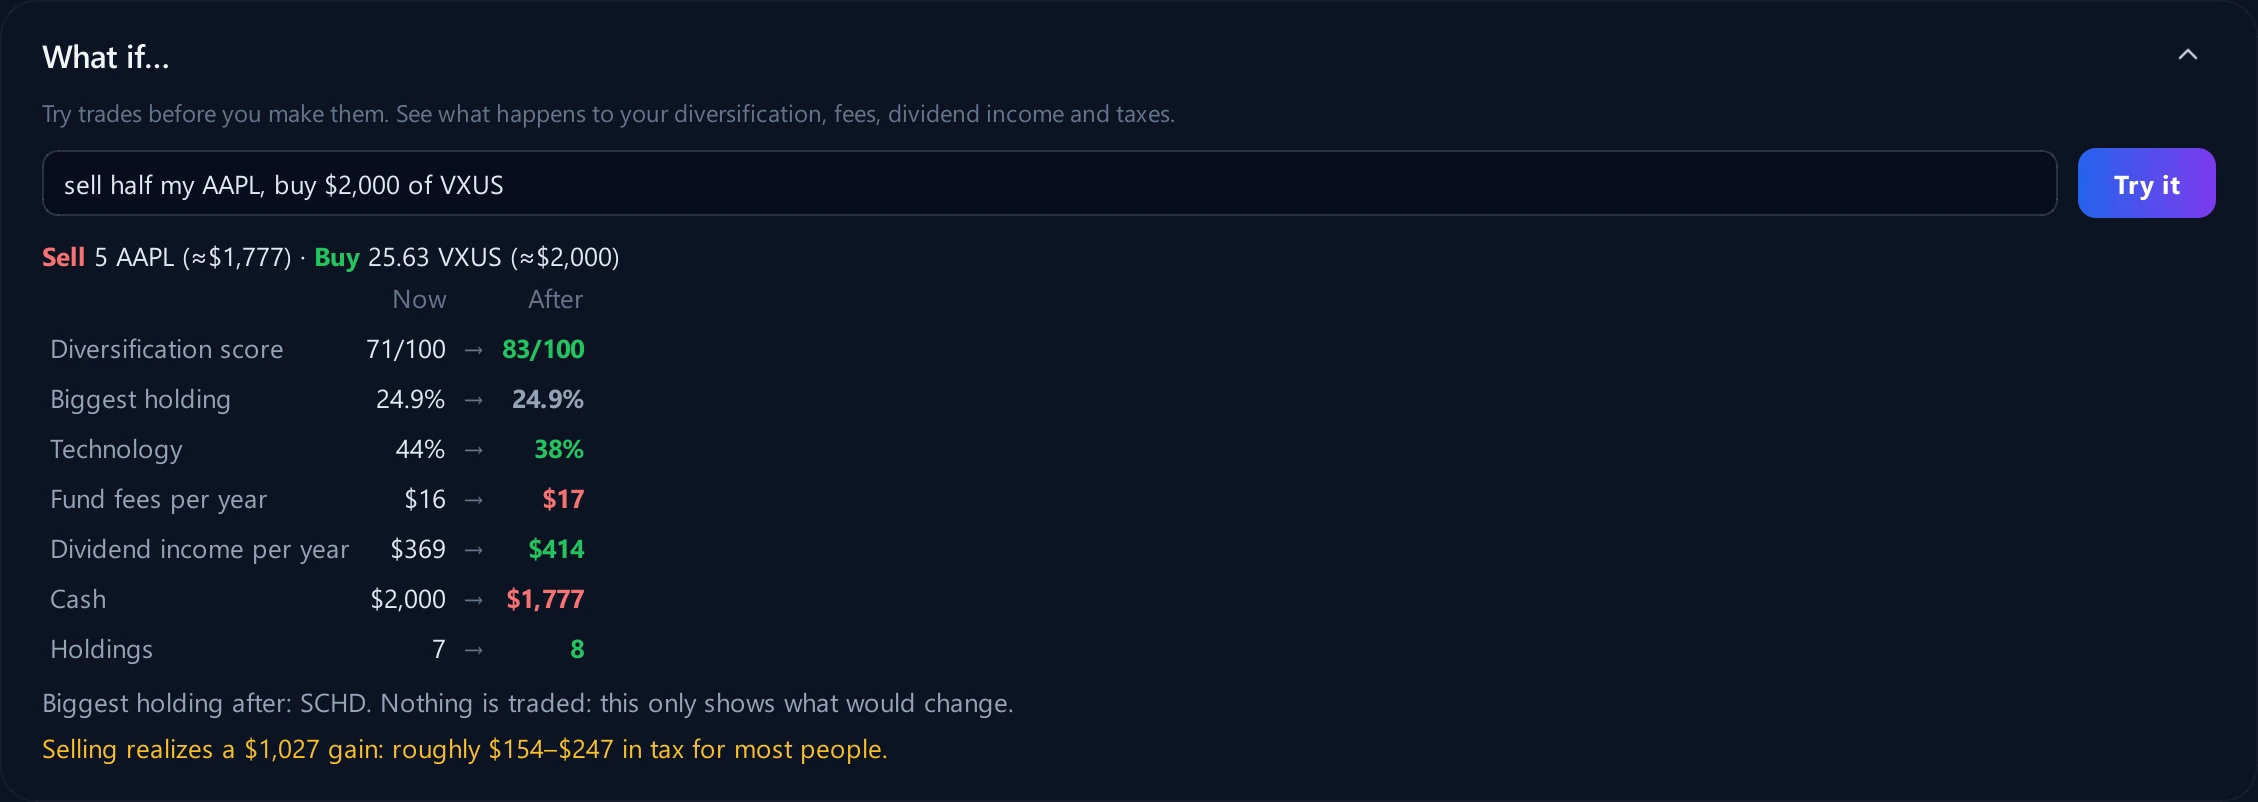 What if...
Try trades before you make them. See what happens to your diversification, fees, dividend income and taxes.
sell half my AAPL, buy $2,000 of VXUS
Try it
Sell 5 AAPL (≈$1,777) · Buy 25.63 VXUS (≈$2,000)
Now After
Diversification score 71/100 → 83/100
Biggest holding 24.9% → 24.9%
Technology 44% → 38%
Fund fees per year $16 → $17
Dividend income per year $369 → $414
Cash $2,000 → $1,777
Holdings 7 → 8
Biggest holding after: SCHD. Nothing is traded: this only shows what would change.
Selling realizes a $1,027 gain: roughly $154–$247 in tax for most people.